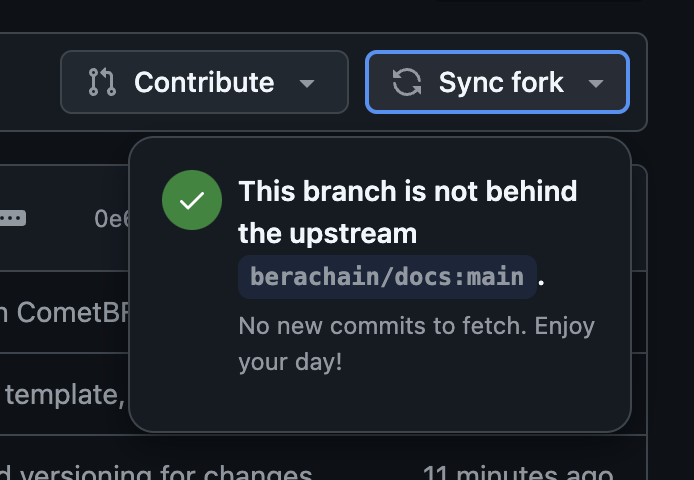 Contribute
Sync fork
This branch is not behind
the upstream
berachain/docs:main.
No new commits to fetch. Enjoy
your day!
0e6
CometBF
template,
versioning for changes
11 minutes ago